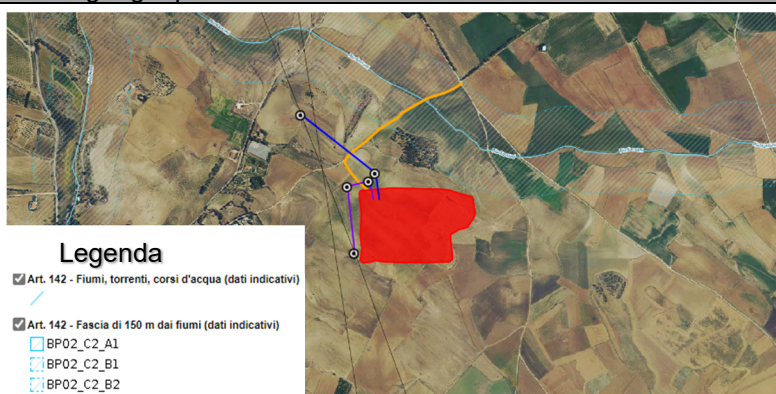 Legenda
Art. 142 - Fiumi, torrenti, corsi d'acqua (dati indicativi)
Art. 142 - Fascia di 150 m dai fiumi (dati indicativi)
BP02_C2_A1
BP02_C2_B1
BP02_C2_B2